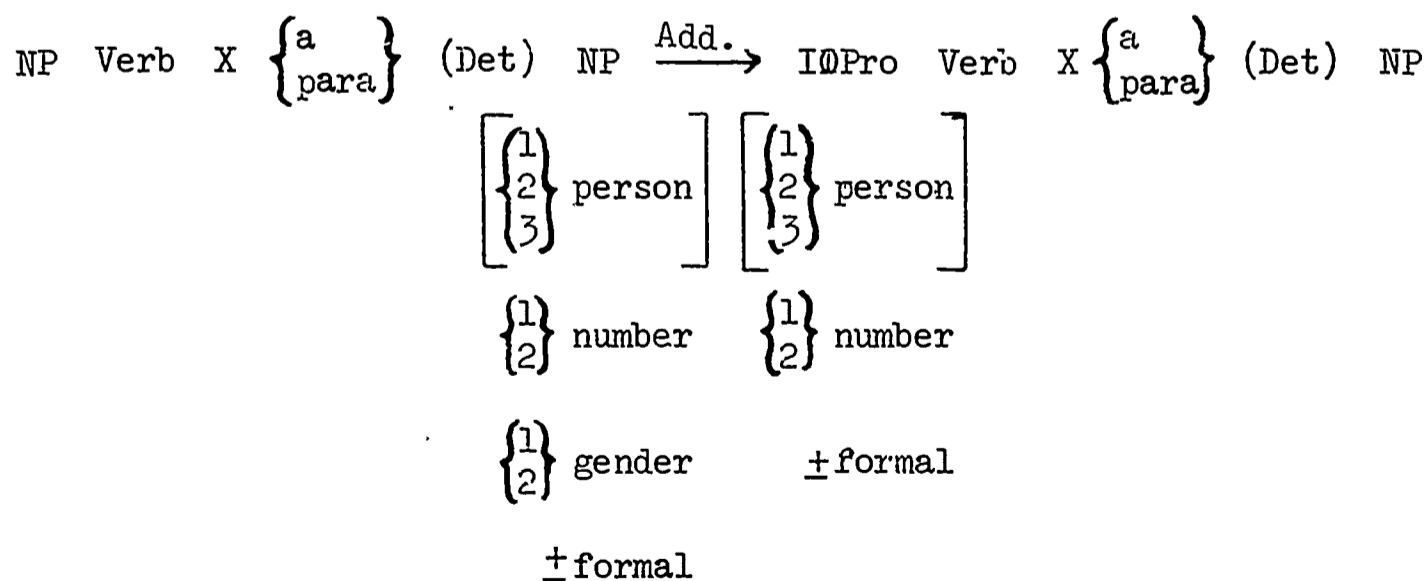 NP Verb X {a para} (Det) NP Add. → IØPro Verb X {a para} (Det) NP
[{1 2 3} person] [{1 2 3} person]
{1 2} number {1 2} number
{1 2} gender ±formal
±formal